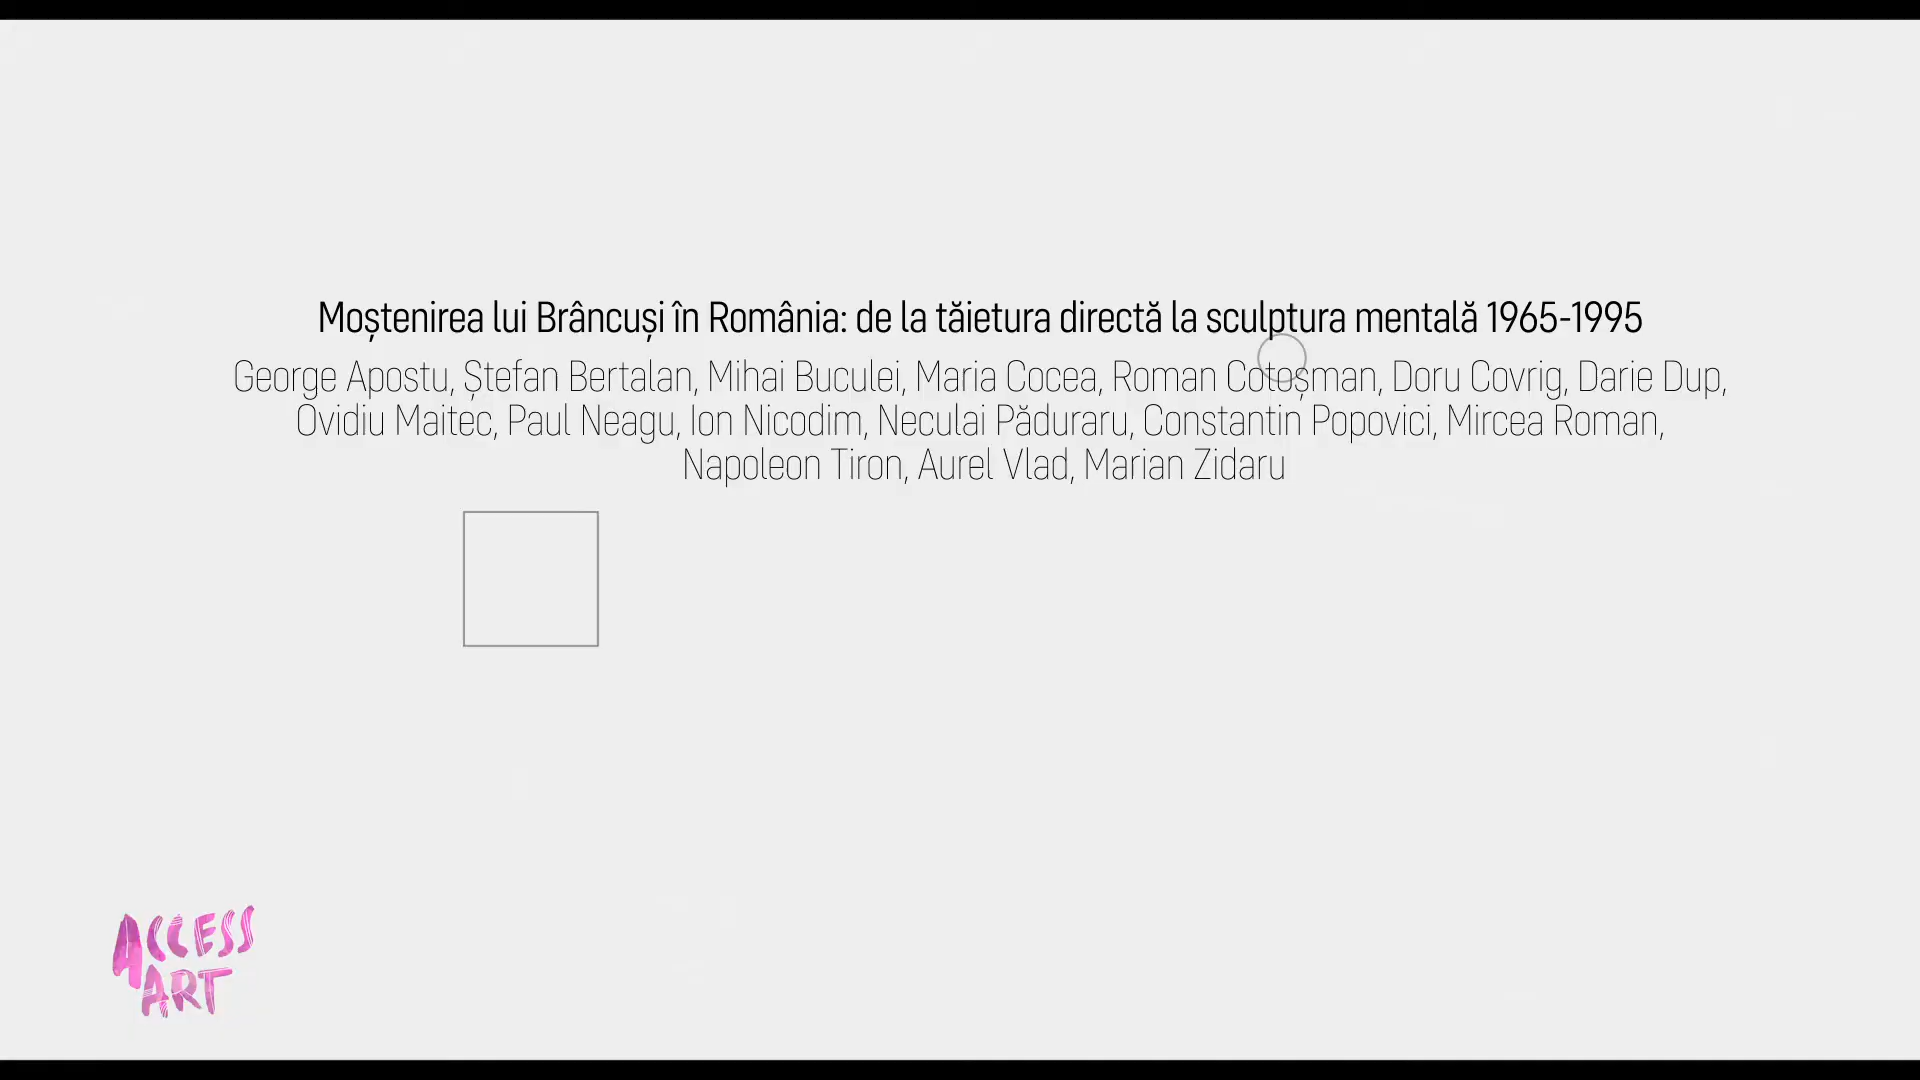 Moștenirea lui Brâncuși în România: de la tăietura directă la sculptura mentală 1965-1995
George Apostu, Ștefan Bertalan, Mihai Buculei, Maria Cocea, Roman Cotoșman, Doru Covrig, Darie Dup,
Ovidiu Maitec, Paul Neagu, Ion Nicodim, Neculai Păduraru, Constantin Popovici, Mircea Roman,
Napoleon Tiron, Aurel Vlad, Marian Zidaru
ACCESS
ART